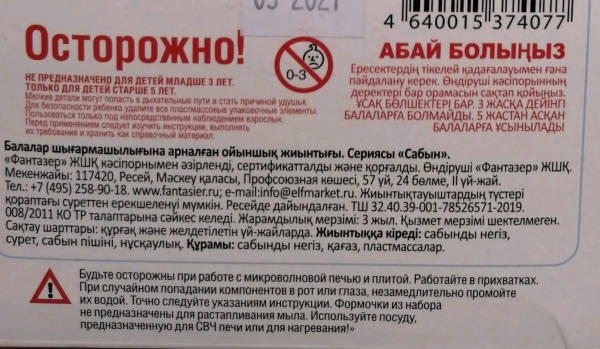 05 2021
4 640015 374077
Осторожно!
0-3
АБАЙ БОЛЫҢЫЗ
НЕ ПРЕДНАЗНАЧЕНО ДЛЯ ДЕТЕЙ МЛАДШЕ 3 ЛЕТ.
ТОЛЬКО ДЛЯ ДЕТЕЙ СТАРШЕ 5 ЛЕТ.
Мелкие детали могут попасть в дыхательные пути и стать причиной удушья.
Для безопасности ребенка удалите все пластмассовые упаковочные элементы.
Пользоваться только под непосредственным наблюдением взрослых.
Перед применением следует изучить инструкции, выполнять
их требования и хранить как справочный материал.
Ересектердің тікелей қадағалауымен ғана
пайдалану керек. Өндіруші кәсіпорынның
деректері бар орамасын сақтап қойыңыз.
ҰСАҚ БӨЛШЕКТЕРІ БАР. 3 ЖАСҚА ДЕЙІНГІ
БАЛАЛАРҒА БОЛМАЙДЫ. 5 ЖАСТАН АСҚАН
БАЛАЛАРҒА ҰСЫНЫЛАДЫ
Балалар шығармашылығына арналған ойыншық жиынтығы. Сериясы «Сабын».
«Фантазер» ЖШҚ кәсіпорнымен әзірленді, сертификатталды және қорғалды. Өндіруші «Фантазер» ЖШҚ.
Мекенжайы: 117420, Ресей, Мәскеу қаласы, Профсоюзная көшесі, 57 үй, 24 бөлме, II үй-жай.
Тел.: +7 (495) 258-90-18. www.fantasier.ru; e-mail:info@elfmarket.ru. Жиынтықтауыштардың түстері
қораптағы суреттен ерекшеленуі мүмкін. Ресейде дайындалған. ТШ 32.40.39-001-78526571-2019.
008/2011 КО ТР талаптарына сәйкес келеді. Жарамдылық мерзімі: 3 жыл. Қызмет мерзімі шектелмеген.
Сақтау шарттары: құрғақ және желдетілетін үй-жайларда. Жиынтыққа кіреді: сабынды негіз,
сурет, сабын пішіні, нұсқаулық. Құрамы: сабынды негіз, қағаз, пластмассалар.
Будьте осторожны при работе с микроволновой печью и плитой. Работайте в прихватках.
При случайном попадании компонентов в рот или глаза, незамедлительно промойте
их водой. Точно следуйте указаниям инструкции. Формочки из набора
не предназначены для растапливания мыла. Используйте посуду,
предназначенную для СВЧ печи или для нагревания!»